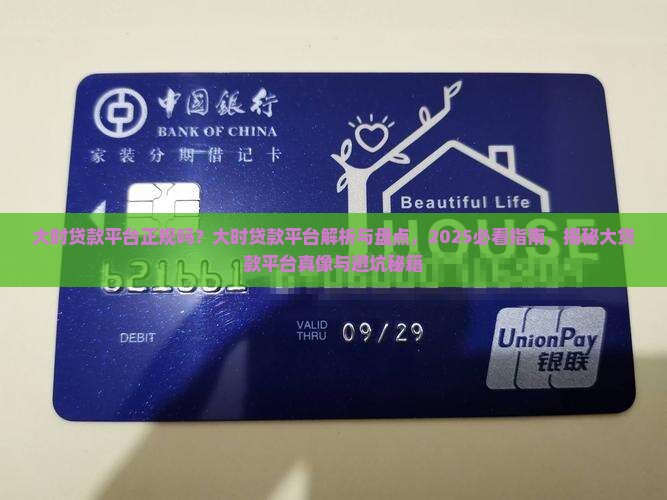 中国银行
BANK OF CHINA
家装分期借记卡
Beautiful Life
HOUSE
大时贷款平台正规吗？大时贷款平台解析与盘点，2025必看指南，揭秘大贷
款平台真像与避坑秘籍
621661
DEBIT
VALID
THRU 09/29
UnionPay
银联